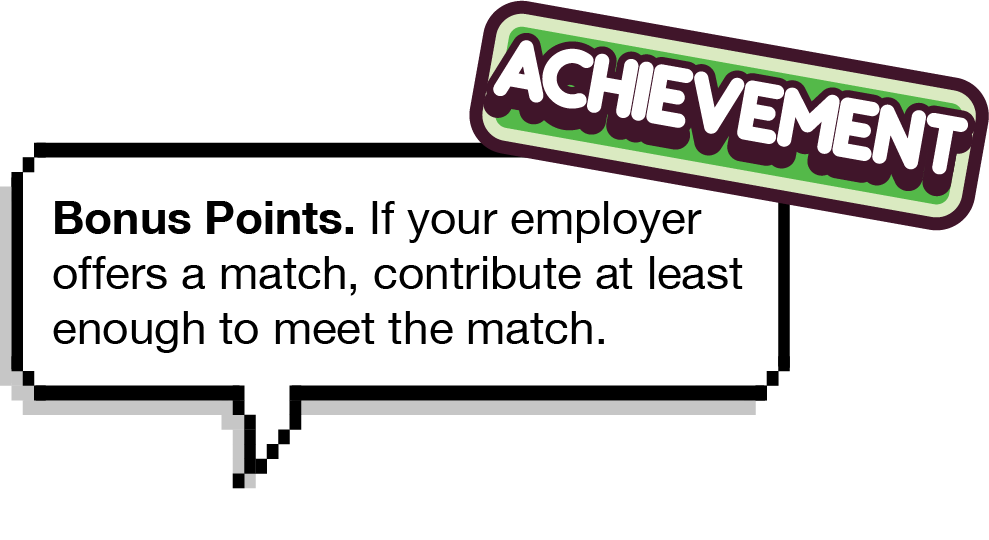 ACHIEVEMENT
Bonus Points. If your employer
offers a match, contribute at least
enough to meet the match.